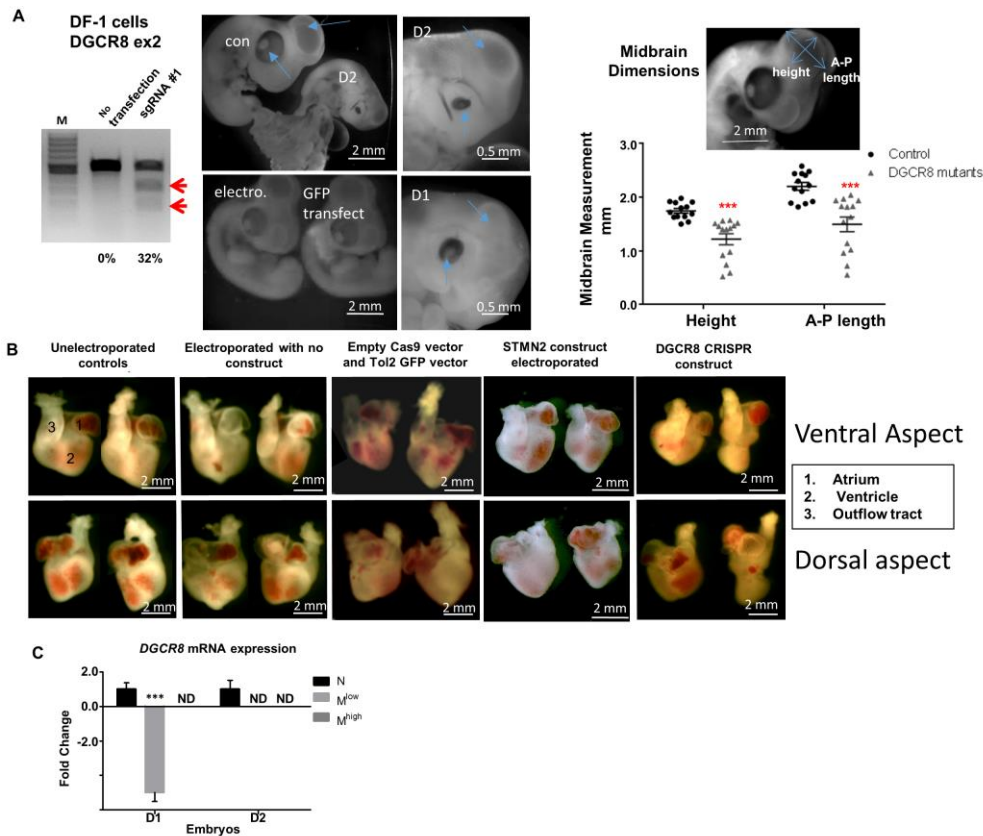 A
DF-1 cells
DGCR8 ex2
M
No
transfection
sgRNA #1
0%
32%
con
D2
2 mm
D2
0.5 mm
electro.
GFP
transfect
2 mm
D1
0.5 mm
Midbrain
Dimensions
height
A-P
length
2 mm
Control
DGCR8 mutants
Midbrain Measurement
mm
3.0
2.0
1.0
0.0
***
***
Height
A-P length
B
Unelectroporated
controls
Electroporated with no
construct
Empty Cas9 vector
and Tol2 GFP vector
STMN2 construct
electroporated
DGCR8 CRISPR
construct
3
1
2
2 mm
2 mm
2 mm
2 mm
2 mm
Ventral Aspect
1. Atrium
2. Ventricle
3. Outflow tract
2 mm
2 mm
2 mm
2 mm
2 mm
Dorsal aspect
C
DGCR8 mRNA expression
Fold Change
2.0
0.0
-2.0
***
ND
ND
ND
N
Mlow
Mhigh
D1
D2
Embryos